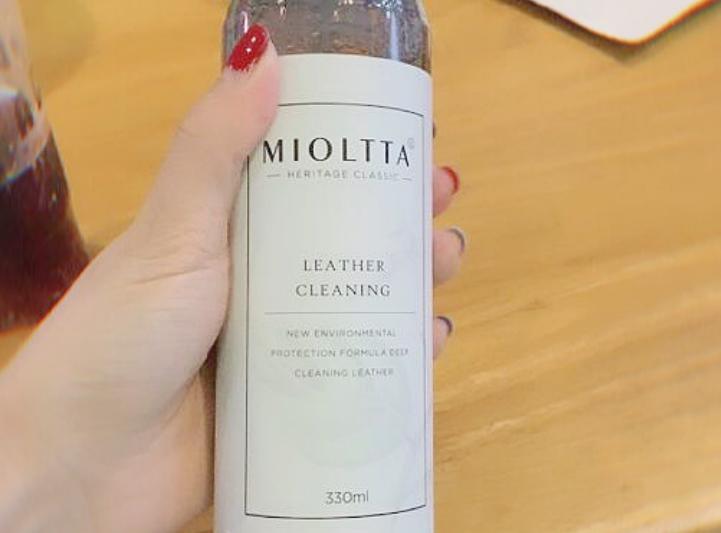 MIOLTTA®
— HERITAGE CLASSIC —
LEATHER
CLEANING
NEW ENVIRONMENTAL
PROTECTION FORMULA DEEP
CLEANING LEATHER
330ml